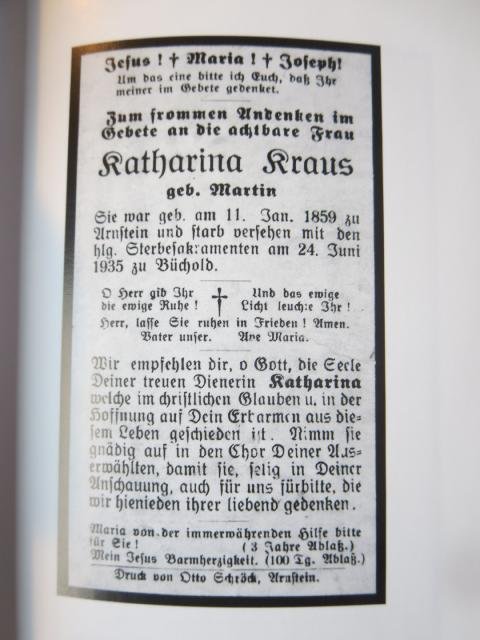 Jesus! † Maria! † Joseph!
Um das eine bitte ich Euch, daß Ihr
meiner im Gebete gedenket.
Zum frommen Andenken im
Gebete an die achtbare Frau
Katharina Kraus
geb. Martin
Sie war geb. am 11. Jan. 1859 zu
Arnstein und starb versehen mit den
hlg. Sterbesakramenten am 24. Juni
1935 zu Büchold.
O Herr gib Ihr † Und das ewige
die ewige Ruhe! Licht leuchte Ihr!
Herr, lasse Sie ruhen in Frieden! Amen.
Vater unser. Ave Maria.
Wir empfehlen dir, o Gott, die Seele
Deiner treuen Dienerin Katharina
welche im christlichen Glauben u. in der
Hoffnung auf Dein Erbarmen aus die-
sem Leben geschieden ist. Nimm sie
gnädig auf in den Chor Deiner Aus-
erwählten, damit sie, selig in Deiner
Anschauung, auch für uns fürbitte, die
wir hienieden ihrer liebend gedenken.
Maria von der immerwährenden Hilfe bitte
für Sie! (3 Jahre Ablaß.)
Mein Jesus Barmherzigkeit. (100 Tg. Ablaß.)
Druck von Otto Schröck, Arnstein.